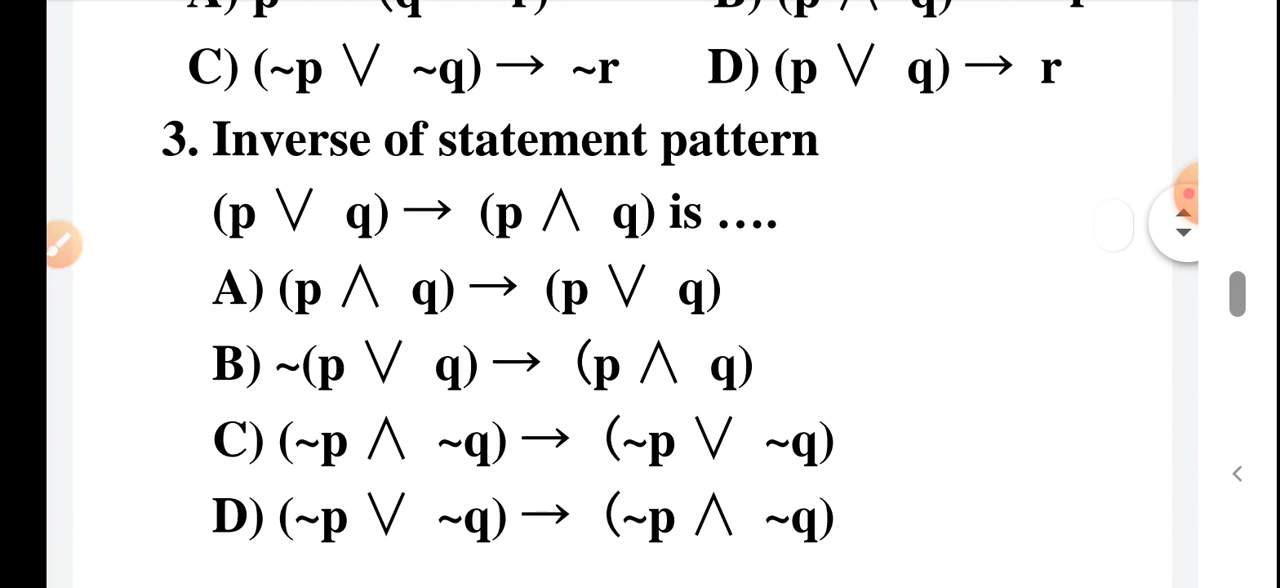 C) (~p ∨ ~q) → ~r D) (p ∨ q) → r
3. Inverse of statement pattern
(p ∨ q) → (p ∧ q) is ....
A) (p ∧ q) → (p ∨ q)
B) ~(p ∨ q) → (p ∧ q)
C) (~p ∧ ~q) → (~p ∨ ~q)
D) (~p ∨ ~q) → (~p ∧ ~q)